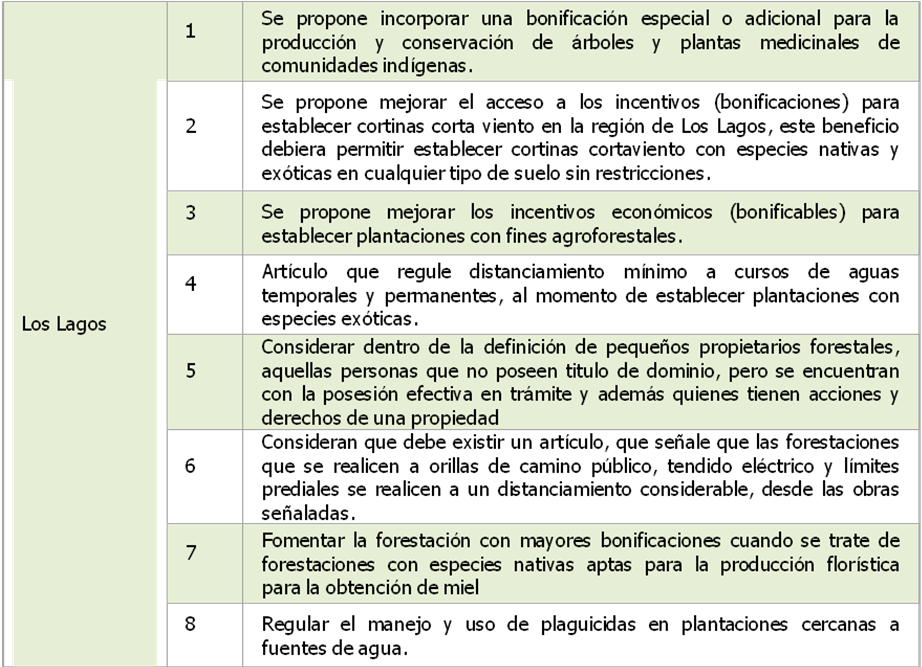 1
Se propone incorporar una bonificación especial o adicional para la
producción y conservación de árboles y plantas medicinales de
comunidades indígenas.
2
Se propone mejorar el acceso a los incentivos (bonificaciones) para
establecer cortinas corta viento en la región de Los Lagos, este beneficio
debiera permitir establecer cortinas cortaviento con especies nativas y
exóticas en cualquier tipo de suelo sin restricciones.
3
Se propone mejorar los incentivos económicos (bonificables) para
establecer plantaciones con fines agroforestales.
4
Artículo que regule distanciamiento mínimo a cursos de aguas
temporales y permanentes, al momento de establecer plantaciones con
especies exóticas.
Los Lagos
5
Considerar dentro de la definición de pequeños propietarios forestales,
aquellas personas que no poseen titulo de dominio, pero se encuentran
con la posesión efectiva en trámite y además quienes tienen acciones y
derechos de una propiedad
6
Consideran que debe existir un artículo, que señale que las forestaciones
que se realicen a orillas de camino público, tendido eléctrico y límites
prediales se realicen a un distanciamiento considerable, desde las obras
señaladas.
7
Fomentar la forestación con mayores bonificaciones cuando se trate de
forestaciones con especies nativas aptas para la producción florística
para la obtención de miel
8
Regular el manejo y uso de plaguicidas en plantaciones cercanas a
fuentes de agua.